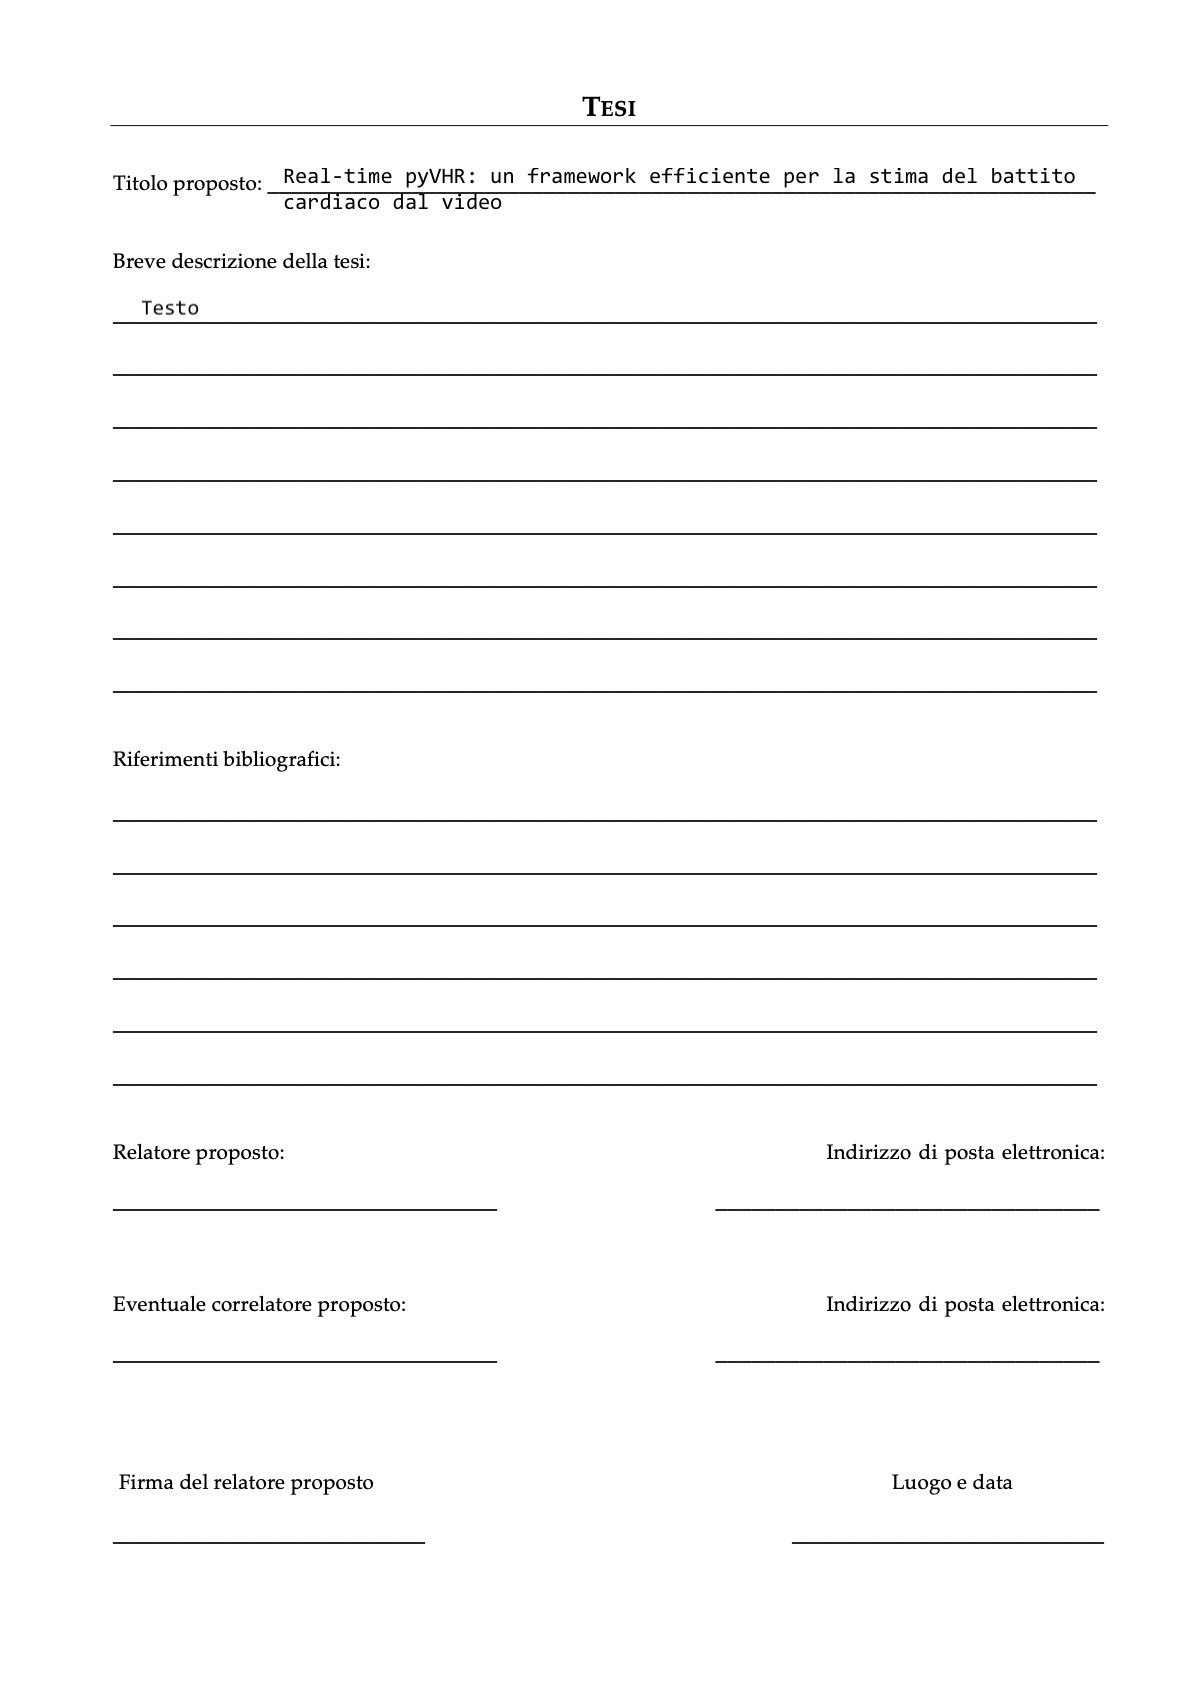 TESI
Titolo proposto: Real-time pyVHR: un framework efficiente per la stima del battito
cardiaco dal video
Breve descrizione della tesi:
Testo
Riferimenti bibliografici:
Relatore proposto: Indirizzo di posta elettronica:
Eventuale correlatore proposto: Indirizzo di posta elettronica:
Firma del relatore proposto Luogo e data